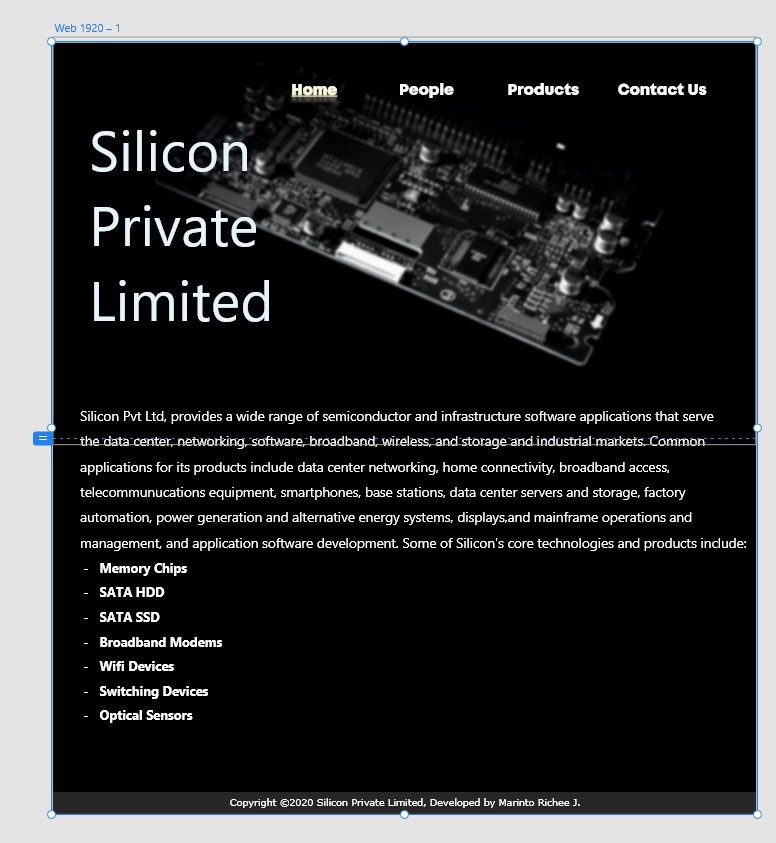 Web 1920 – 1
Home People Products Contact Us
Silicon
Private
Limited
Silicon Pvt Ltd, provides a wide range of semiconductor and infrastructure software applications that serve
the data center, networking, software, broadband, wireless, and storage and industrial markets. Common
applications for its products include data center networking, home connectivity, broadband access,
telecommunucations equipment, smartphones, base stations, data center servers and storage, factory
automation, power generation and alternative energy systems, displays,and mainframe operations and
management, and application software development. Some of Silicon's core technologies and products include:
- Memory Chips
- SATA HDD
- SATA SSD
- Broadband Modems
- Wifi Devices
- Switching Devices
- Optical Sensors
Copyright ©2020 Silicon Private Limited, Developed by Marinto Richee J.